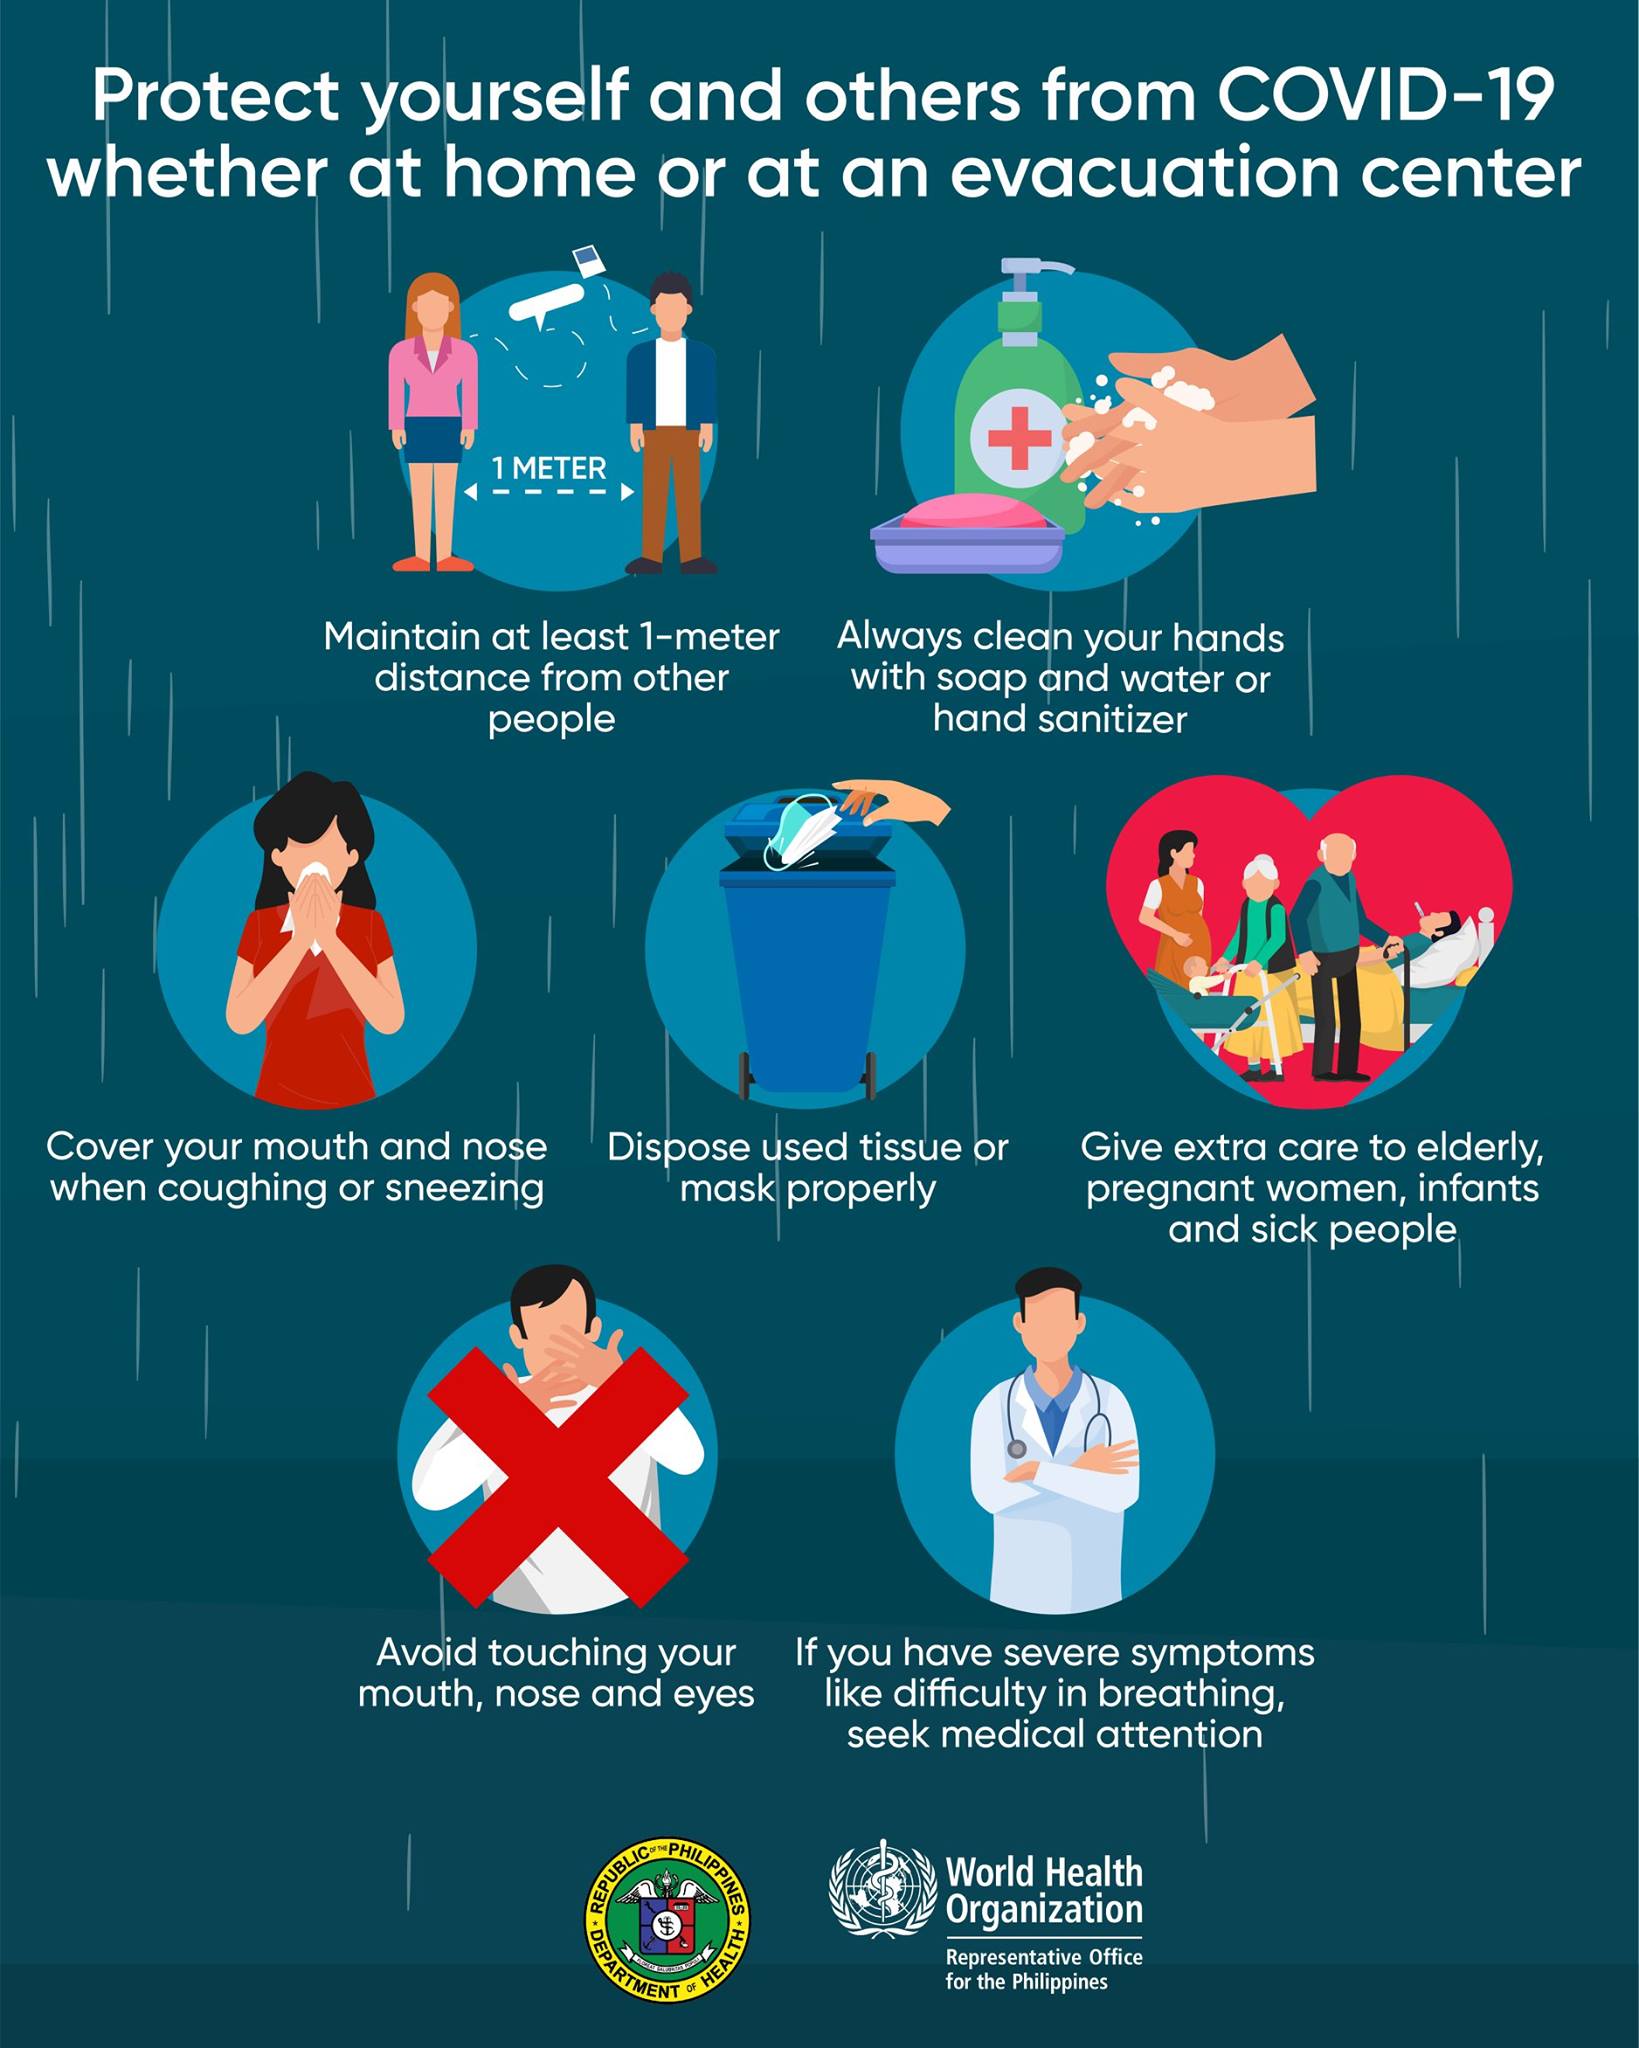 Protect yourself and others from COVID-19
whether at home or at an evacuation center
1 METER
Maintain at least 1-meter
distance from other
people
Always clean your hands
with soap and water or
hand sanitizer
Cover your mouth and nose
when coughing or sneezing
Dispose used tissue or
mask properly
Give extra care to elderly,
pregnant women, infants
and sick people
Avoid touching your
mouth, nose and eyes
If you have severe symptoms
like difficulty in breathing,
seek medical attention
REPUBLIC OF THE PHILIPPINES
DEPARTMENT OF HEALTH
World Health
Organization
Representative Office
for the Philippines